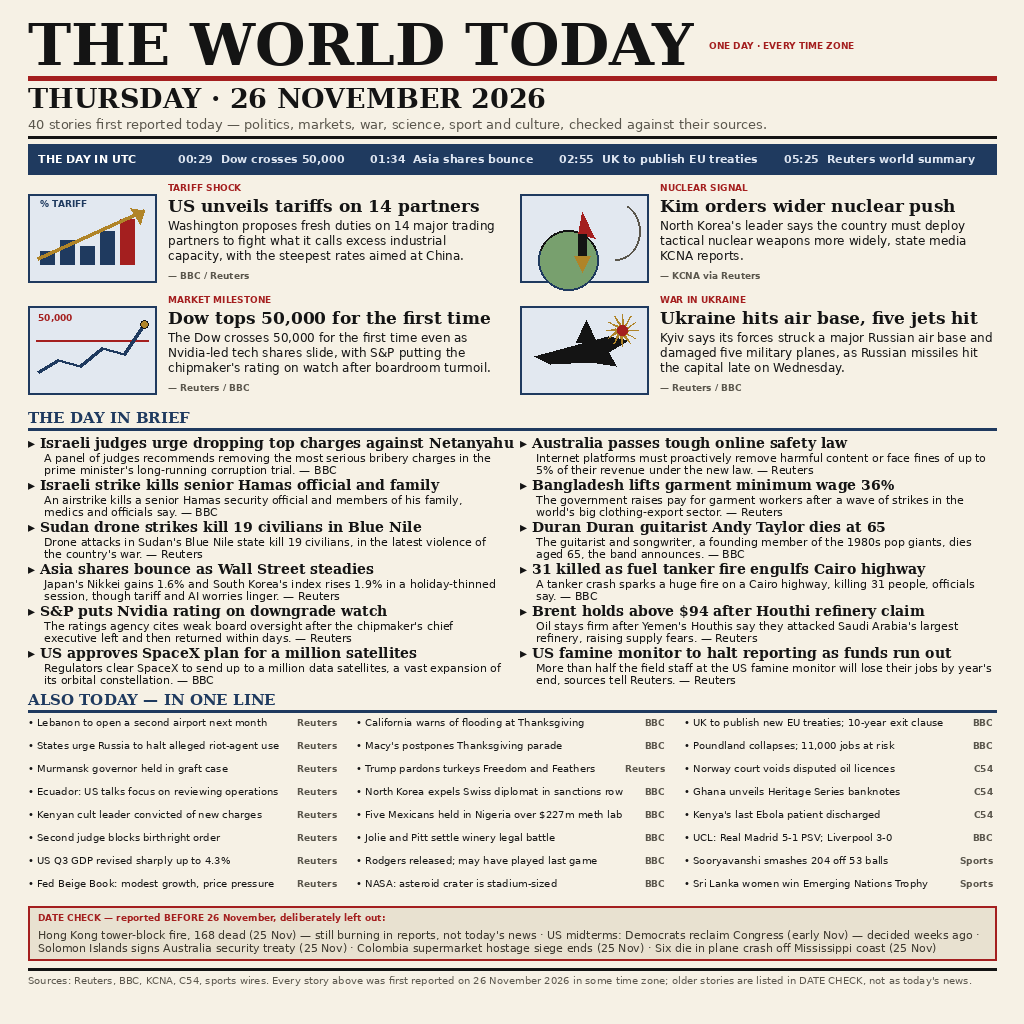 THE WORLD TODAY
ONE DAY · EVERY TIME ZONE
THURSDAY · 26 NOVEMBER 2026
40 stories first reported today — politics, markets, war, science, sport and culture, checked against their sources.
THE DAY IN UTC 00:29 Dow crosses 50,000 01:34 Asia shares bounce 02:55 UK to publish EU treaties 05:25 Reuters world summary
% TARIFF
TARIFF SHOCK
US unveils tariffs on 14 partners
Washington proposes fresh duties on 14 major trading
partners to fight what it calls excess industrial
capacity, with the steepest rates aimed at China.
— BBC / Reuters
NUCLEAR SIGNAL
Kim orders wider nuclear push
North Korea's leader says the country must deploy
tactical nuclear weapons more widely, state media
KCNA reports.
— KCNA via Reuters
50,000
MARKET MILESTONE
Dow tops 50,000 for the first time
The Dow crosses 50,000 for the first time even as
Nvidia-led tech shares slide, with S&P putting the
chipmaker's rating on watch after boardroom turmoil.
— Reuters / BBC
WAR IN UKRAINE
Ukraine hits air base, five jets hit
Kyiv says its forces struck a major Russian air base and
damaged five military planes, as Russian missiles hit
the capital late on Wednesday.
— Reuters / BBC
THE DAY IN BRIEF
▸ Israeli judges urge dropping top charges against Netanyahu
A panel of judges recommends removing the most serious bribery charges in the
prime minister's long-running corruption trial. — BBC
▸ Israeli strike kills senior Hamas official and family
An airstrike kills a senior Hamas security official and members of his family,
medics and officials say. — BBC
▸ Sudan drone strikes kill 19 civilians in Blue Nile
Drone attacks in Sudan's Blue Nile state kill 19 civilians, in the latest violence of
the country's war. — Reuters
▸ Asia shares bounce as Wall Street steadies
Japan's Nikkei gains 1.6% and South Korea's index rises 1.9% in a holiday-thinned
session, though tariff and AI worries linger. — Reuters
▸ S&P puts Nvidia rating on downgrade watch
The ratings agency cites weak board oversight after the chipmaker's chief
executive left and then returned within days. — Reuters
▸ US approves SpaceX plan for a million satellites
Regulators clear SpaceX to send up to a million data satellites, a vast expansion of
its orbital constellation. — BBC
▸ Australia passes tough online safety law
Internet platforms must proactively remove harmful content or face fines of up to
5% of their revenue under the new law. — Reuters
▸ Bangladesh lifts garment minimum wage 36%
The government raises pay for garment workers after a wave of strikes in the
world's big clothing-export sector. — Reuters
▸ Duran Duran guitarist Andy Taylor dies at 65
The guitarist and songwriter, a founding member of the 1980s pop giants, dies
aged 65, the band announces. — BBC
▸ 31 killed as fuel tanker fire engulfs Cairo highway
A tanker crash sparks a huge fire on a Cairo highway, killing 31 people, officials
say. — BBC
▸ Brent holds above $94 after Houthi refinery claim
Oil stays firm after Yemen's Houthis say they attacked Saudi Arabia's largest
refinery, raising supply fears. — Reuters
▸ US famine monitor to halt reporting as funds run out
More than half the field staff at the US famine monitor will lose their jobs by year's
end, sources tell Reuters. — Reuters
ALSO TODAY — IN ONE LINE
• Lebanon to open a second airport next month Reuters
• States urge Russia to halt alleged riot-agent use Reuters
• Murmansk governor held in graft case Reuters
• Ecuador: US talks focus on reviewing operations Reuters
• Kenyan cult leader convicted of new charges Reuters
• Second judge blocks birthright order Reuters
• US Q3 GDP revised sharply up to 4.3% Reuters
• Fed Beige Book: modest growth, price pressure Reuters
• California warns of flooding at Thanksgiving BBC
• Macy's postpones Thanksgiving parade BBC
• Trump pardons turkeys Freedom and Feathers Reuters
• North Korea expels Swiss diplomat in sanctions row BBC
• Five Mexicans held in Nigeria over $227m meth lab BBC
• Jolie and Pitt settle winery legal battle BBC
• Rodgers released; may have played last game BBC
• NASA: asteroid crater is stadium-sized BBC
• UK to publish new EU treaties; 10-year exit clause BBC
• Poundland collapses; 11,000 jobs at risk BBC
• Norway court voids disputed oil licences C54
• Ghana unveils Heritage Series banknotes C54
• Kenya's last Ebola patient discharged C54
• UCL: Real Madrid 5-1 PSV; Liverpool 3-0 BBC
• Sooryavanshi smashes 204 off 53 balls Sports
• Sri Lanka women win Emerging Nations Trophy Sports
DATE CHECK — reported BEFORE 26 November, deliberately left out:
Hong Kong tower-block fire, 168 dead (25 Nov) — still burning in reports, not today's news · US midterms: Democrats reclaim Congress (early Nov) — decided weeks ago ·
Solomon Islands signs Australia security treaty (25 Nov) · Colombia supermarket hostage siege ends (25 Nov) · Six die in plane crash off Mississippi coast (25 Nov)
Sources: Reuters, BBC, KCNA, C54, sports wires. Every story above was first reported on 26 November 2026 in some time zone; older stories are listed in DATE CHECK, not as today's news.